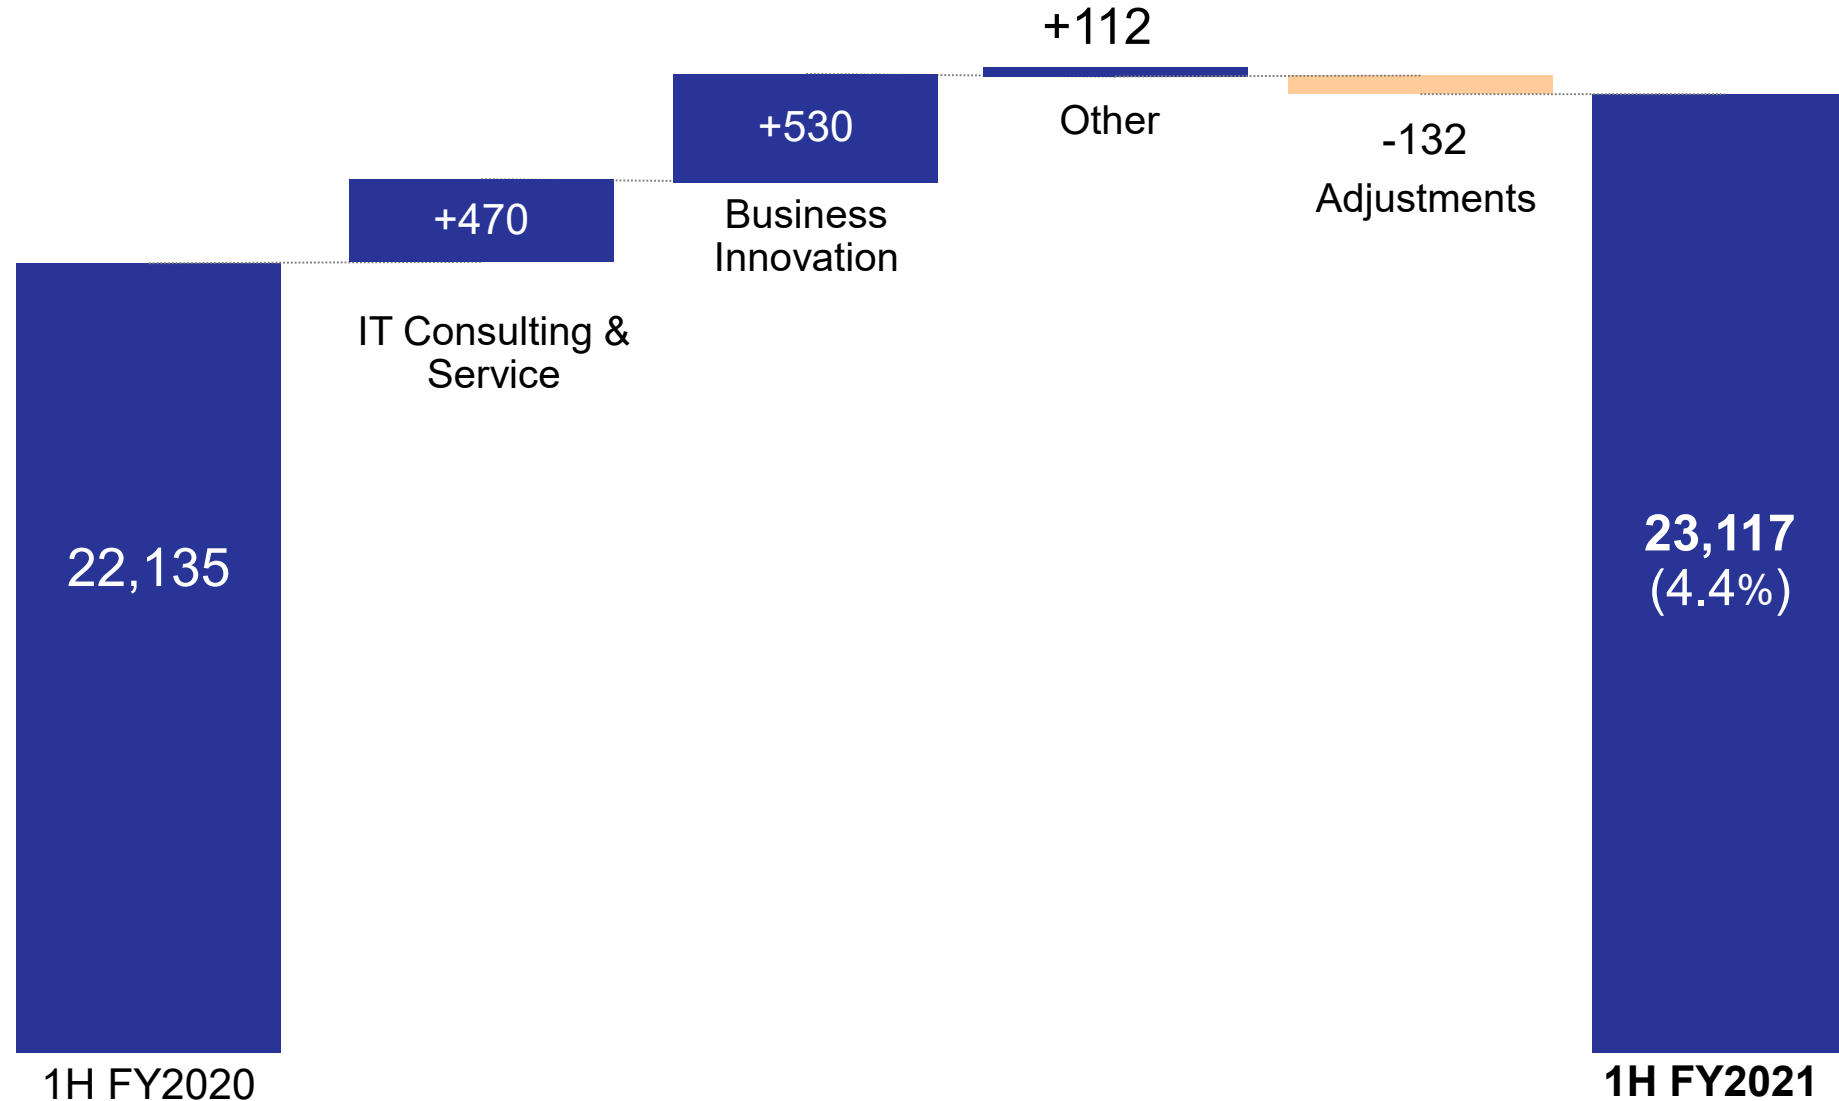 +112
+530
Other
-132
+470
Business
Innovation
Adjustments
IT Consulting &
Service
22,135
23,117
(4.4%)
1H FY2020
1H FY2021